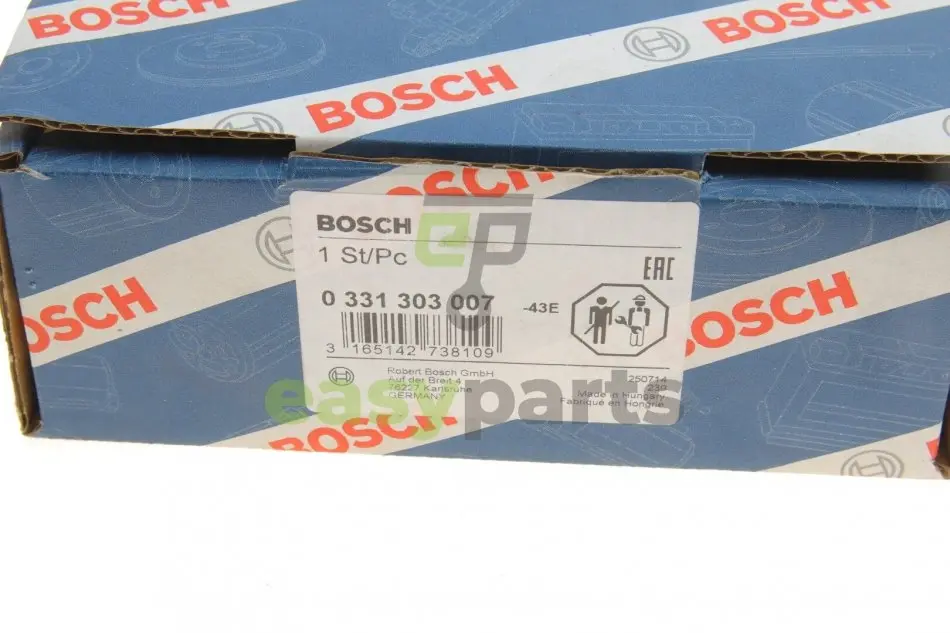 BOSCH
BOSCH
BOSCH
BOSCH
BOSCH
1 St/Pc
EAC
0 331 303 007
-43E
BOSCH
3 165142 738109
Robert Bosch GmbH
Auf der Breit 4
76227 Karlsruhe
GERMANY
250714
239
Made in Hungary
Fabriqué en Hongrie
ep
easyparts
BOSCH